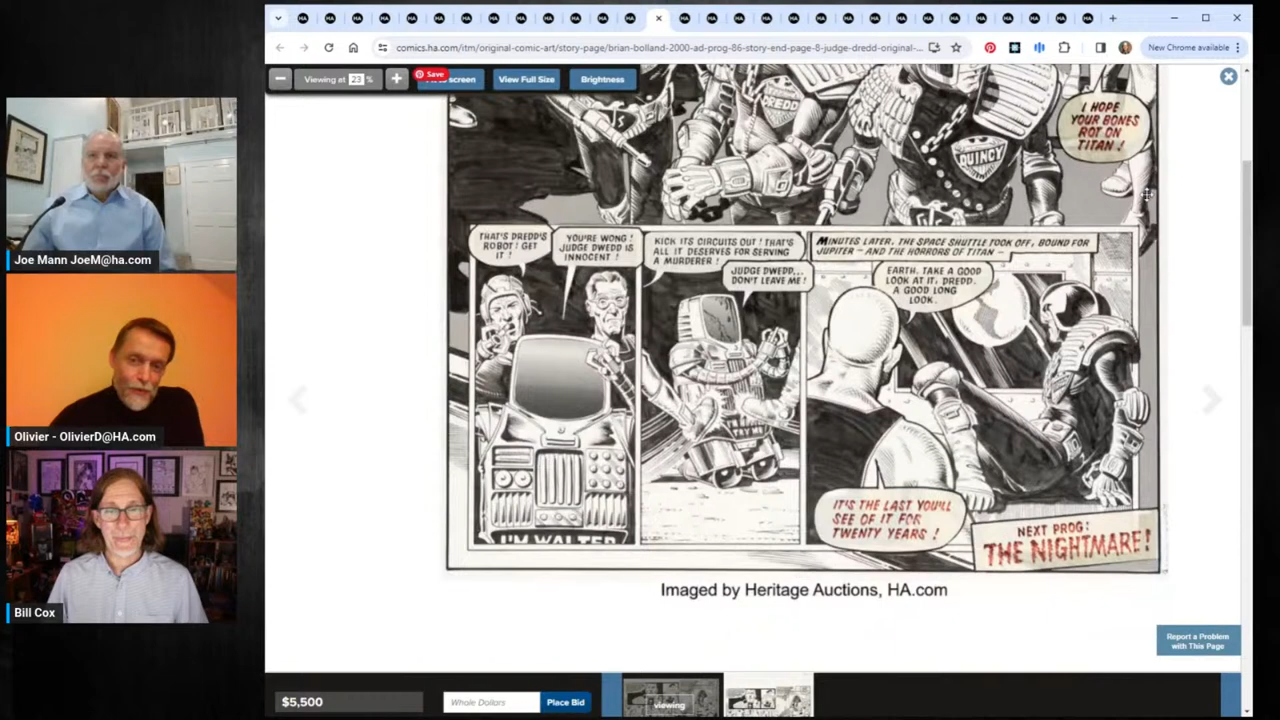 comics.ha.com/itm/original-comic-art/story-page/brian-bolland-2000-ad-prog-86-story-end-page-8-judge-dredd-original-...
New Chrome available
Viewing at 23 %
Save
screen
View Full Size
Brightness
DREDD
QUINCY
I HOPE
YOUR BONES
ROT ON
TITAN!
THAT'S DREDD'S
ROBOT! GET
IT!
YOU'RE WONG!
JUDGE DWEDD IS
INNOCENT!
KICK ITS CIRCUITS OUT! THAT'S
ALL IT DESERVES FOR SERVING
A MURDERER!
JUDGE DWEDD...
DON'T LEAVE ME!
MINUTES LATER, THE SPACE SHUTTLE TOOK OFF, BOUND FOR
JUPITER — AND THE HORRORS OF TITAN —
EARTH. TAKE A GOOD
LOOK AT IT, DREDD.
A GOOD LONG
LOOK.
TRY ME
I'M WALTER
IT'S THE LAST YOU'LL
SEE OF IT FOR
TWENTY YEARS!
NEXT PROG:
THE NIGHTMARE!
Imaged by Heritage Auctions, HA.com
Report a Problem
with This Page
$5,500
Whole Dollars
Place Bid
viewing
Joe Mann JoeM@ha.com
Olivier - OlivierD@HA.com
Bill Cox